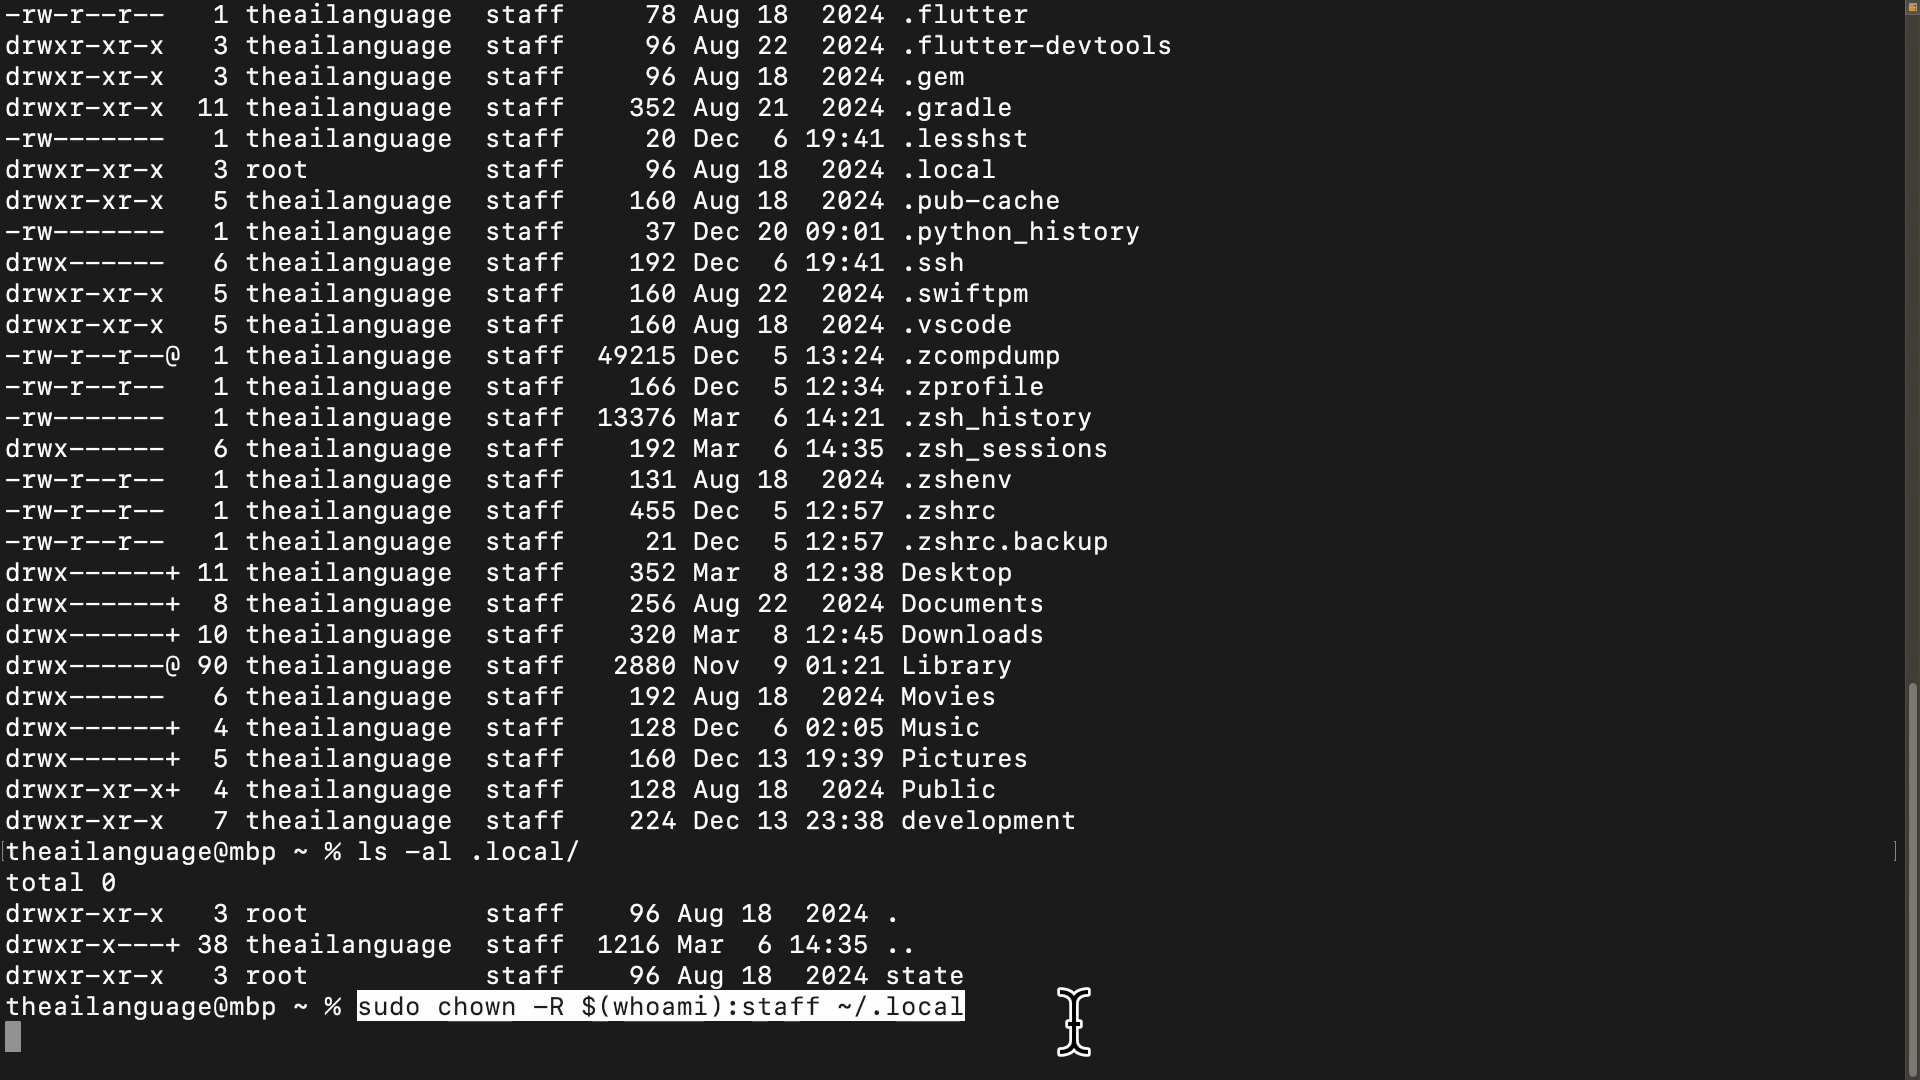 -rw-r--r--   1 theailanguage  staff     78 Aug 18  2024 .flutter
drwxr-xr-x   3 theailanguage  staff     96 Aug 22  2024 .flutter-devtools
drwxr-xr-x   3 theailanguage  staff     96 Aug 18  2024 .gem
drwxr-xr-x  11 theailanguage  staff    352 Aug 21  2024 .gradle
-rw-------   1 theailanguage  staff     20 Dec  6 19:41 .lesshst
drwxr-xr-x   3 root           staff     96 Aug 18  2024 .local
drwxr-xr-x   5 theailanguage  staff    160 Aug 18  2024 .pub-cache
-rw-------   1 theailanguage  staff     37 Dec 20 09:01 .python_history
drwx------   6 theailanguage  staff    192 Dec  6 19:41 .ssh
drwxr-xr-x   5 theailanguage  staff    160 Aug 22  2024 .swiftpm
drwxr-xr-x   5 theailanguage  staff    160 Aug 18  2024 .vscode
-rw-r--r--@  1 theailanguage  staff  49215 Dec  5 13:24 .zcompdump
-rw-r--r--   1 theailanguage  staff    166 Dec  5 12:34 .zprofile
-rw-------   1 theailanguage  staff  13376 Mar  6 14:21 .zsh_history
drwx------   6 theailanguage  staff    192 Mar  6 14:35 .zsh_sessions
-rw-r--r--   1 theailanguage  staff    131 Aug 18  2024 .zshenv
-rw-r--r--   1 theailanguage  staff    455 Dec  5 12:57 .zshrc
-rw-r--r--   1 theailanguage  staff     21 Dec  5 12:57 .zshrc.backup
drwx------+ 11 theailanguage  staff    352 Mar  8 12:38 Desktop
drwx------+  8 theailanguage  staff    256 Aug 22  2024 Documents
drwx------+ 10 theailanguage  staff    320 Mar  8 12:45 Downloads
drwx------@ 90 theailanguage  staff   2880 Nov  9 01:21 Library
drwx------   6 theailanguage  staff    192 Aug 18  2024 Movies
drwx------+  4 theailanguage  staff    128 Dec  6 02:05 Music
drwx------+  5 theailanguage  staff    160 Dec 13 19:39 Pictures
drwxr-xr-x+  4 theailanguage  staff    128 Aug 18  2024 Public
drwxr-xr-x   7 theailanguage  staff    224 Dec 13 23:38 development
[theailanguage@mbp ~ % ls -al .local/ ]
total 0
drwxr-xr-x   3 root           staff    96 Aug 18  2024 .
drwxr-x---+ 38 theailanguage  staff  1216 Mar  6 14:35 ..
drwxr-xr-x   3 root           staff    96 Aug 18  2024 state
theailanguage@mbp ~ % sudo chown -R $(whoami):staff ~/.local